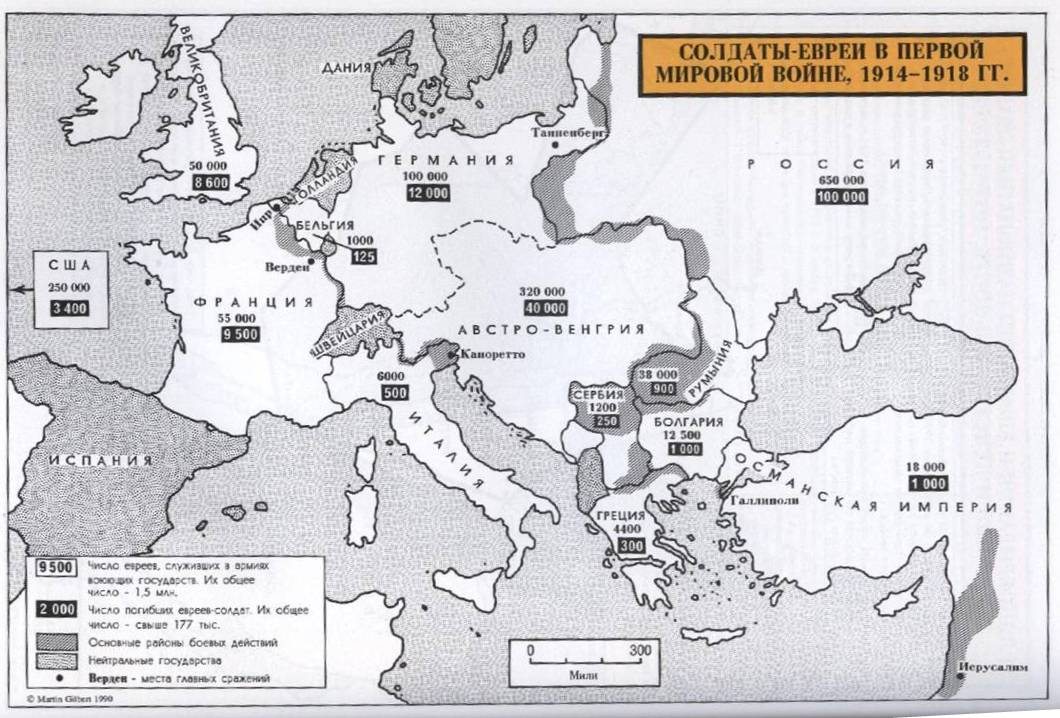 СОЛДАТЫ-ЕВРЕИ В ПЕРВОЙ
МИРОВОЙ ВОЙНЕ, 1914–1918 ГГ.
ВЕЛИКОБРИТАНИЯ
50 000
8 600
ДАНИЯ
Танненберг
ГЕРМАНИЯ
100 000
12 000
РОССИЯ
650 000
100 000
ГОЛЛАНДИЯ
Ипр
БЕЛЬГИЯ
1000
125
Верден
США
250 000
3 400
ФРАНЦИЯ
55 000
9 500
ШВЕЙЦАРИЯ
320 000
40 000
АВСТРО-ВЕНГРИЯ
Капоретто
6000
500
ИТАЛИЯ
38 000
900
РУМЫНИЯ
СЕРБИЯ
1200
250
БОЛГАРИЯ
12 500
1 000
ИСПАНИЯ
ОСМАНСКАЯ ИМПЕРИЯ
18 000
1 000
Галлиполи
ГРЕЦИЯ
4400
300
Иерусалим
9 500 Число евреев, служивших в армиях
воюющих государств. Их общее
число - 1,5 млн.
2 000 Число погибших евреев-солдат. Их общее
число - свыше 177 тыс.
Основные районы боевых действий
Нейтральные государства
Верден - места главных сражений
0 300
Мили
© Martin Gilbert 1990